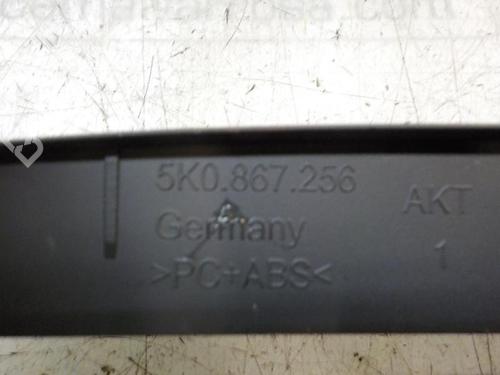 5K0.867.256
Germany
>PC+ABS<
AKT
1